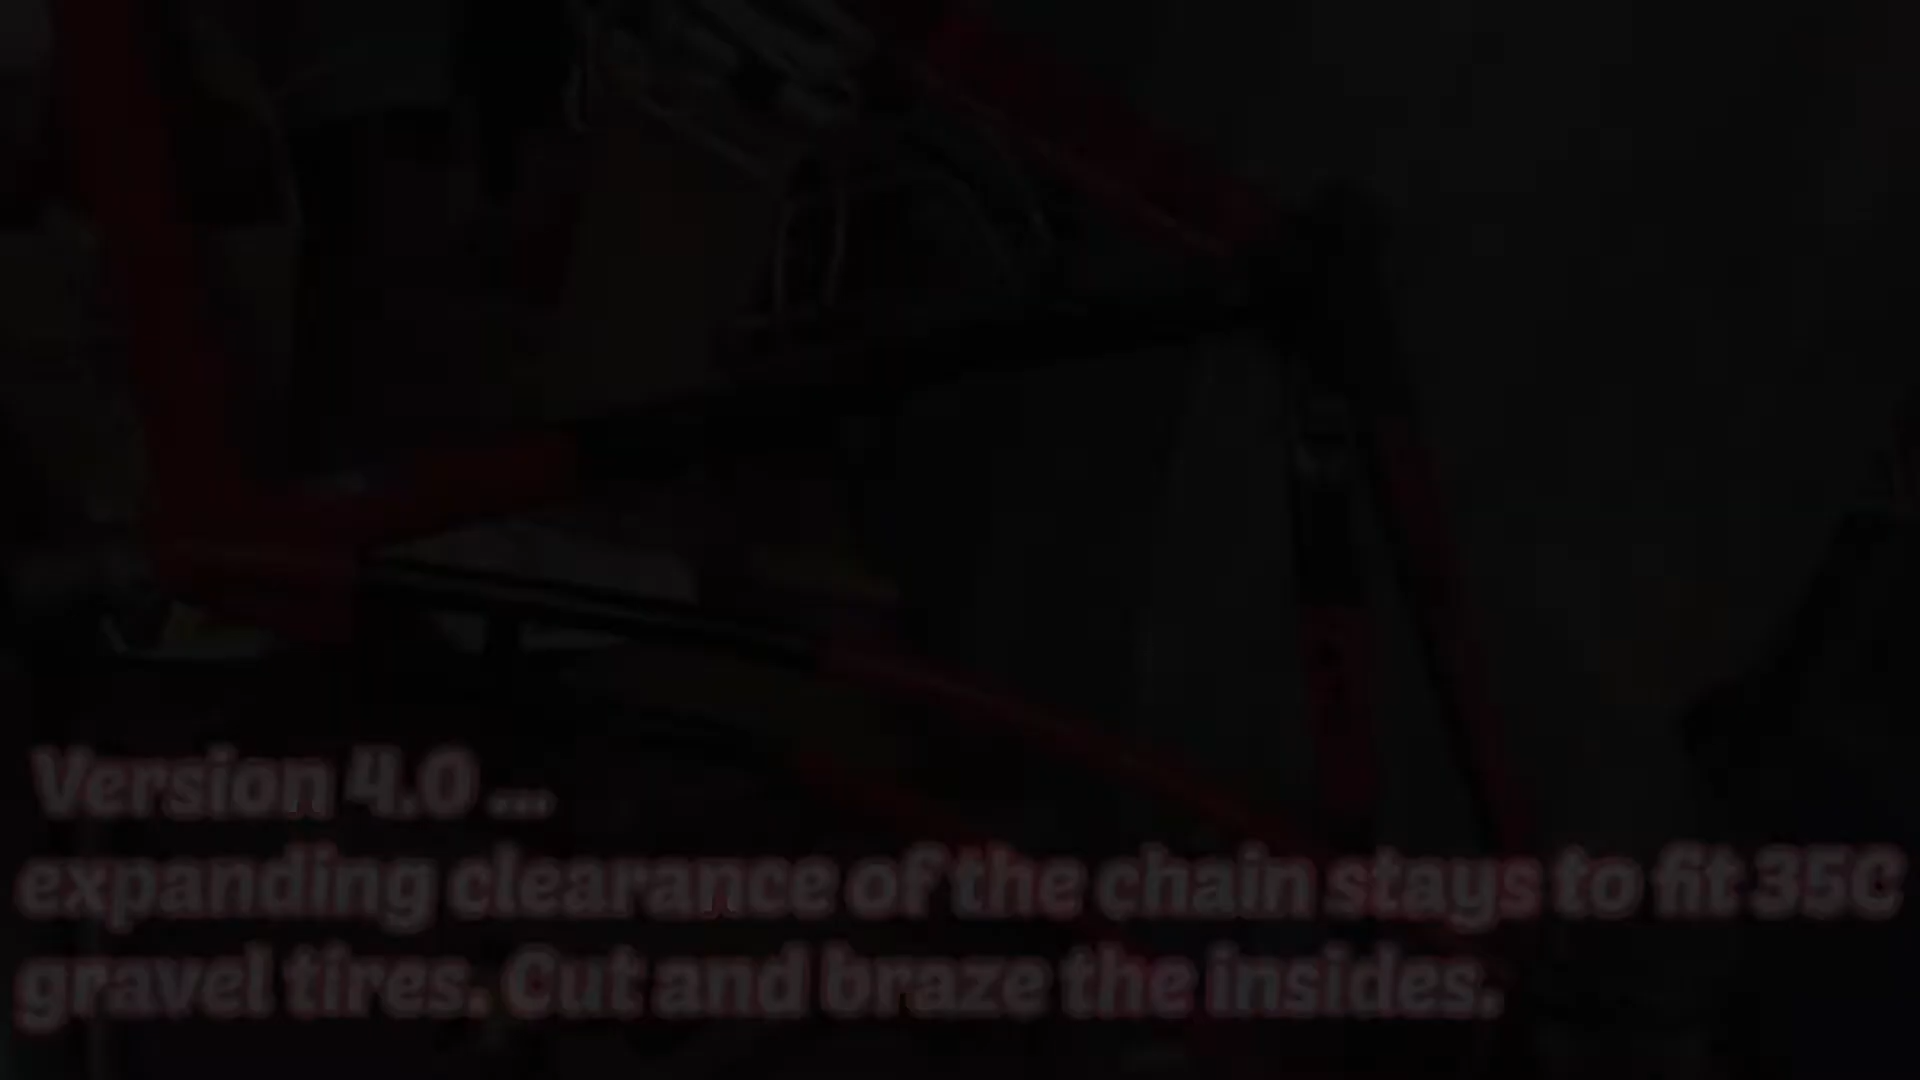 Version 4.0 ...
expanding clearance of the chain stays to fit 35C
gravel tires. Cut and braze the insides.